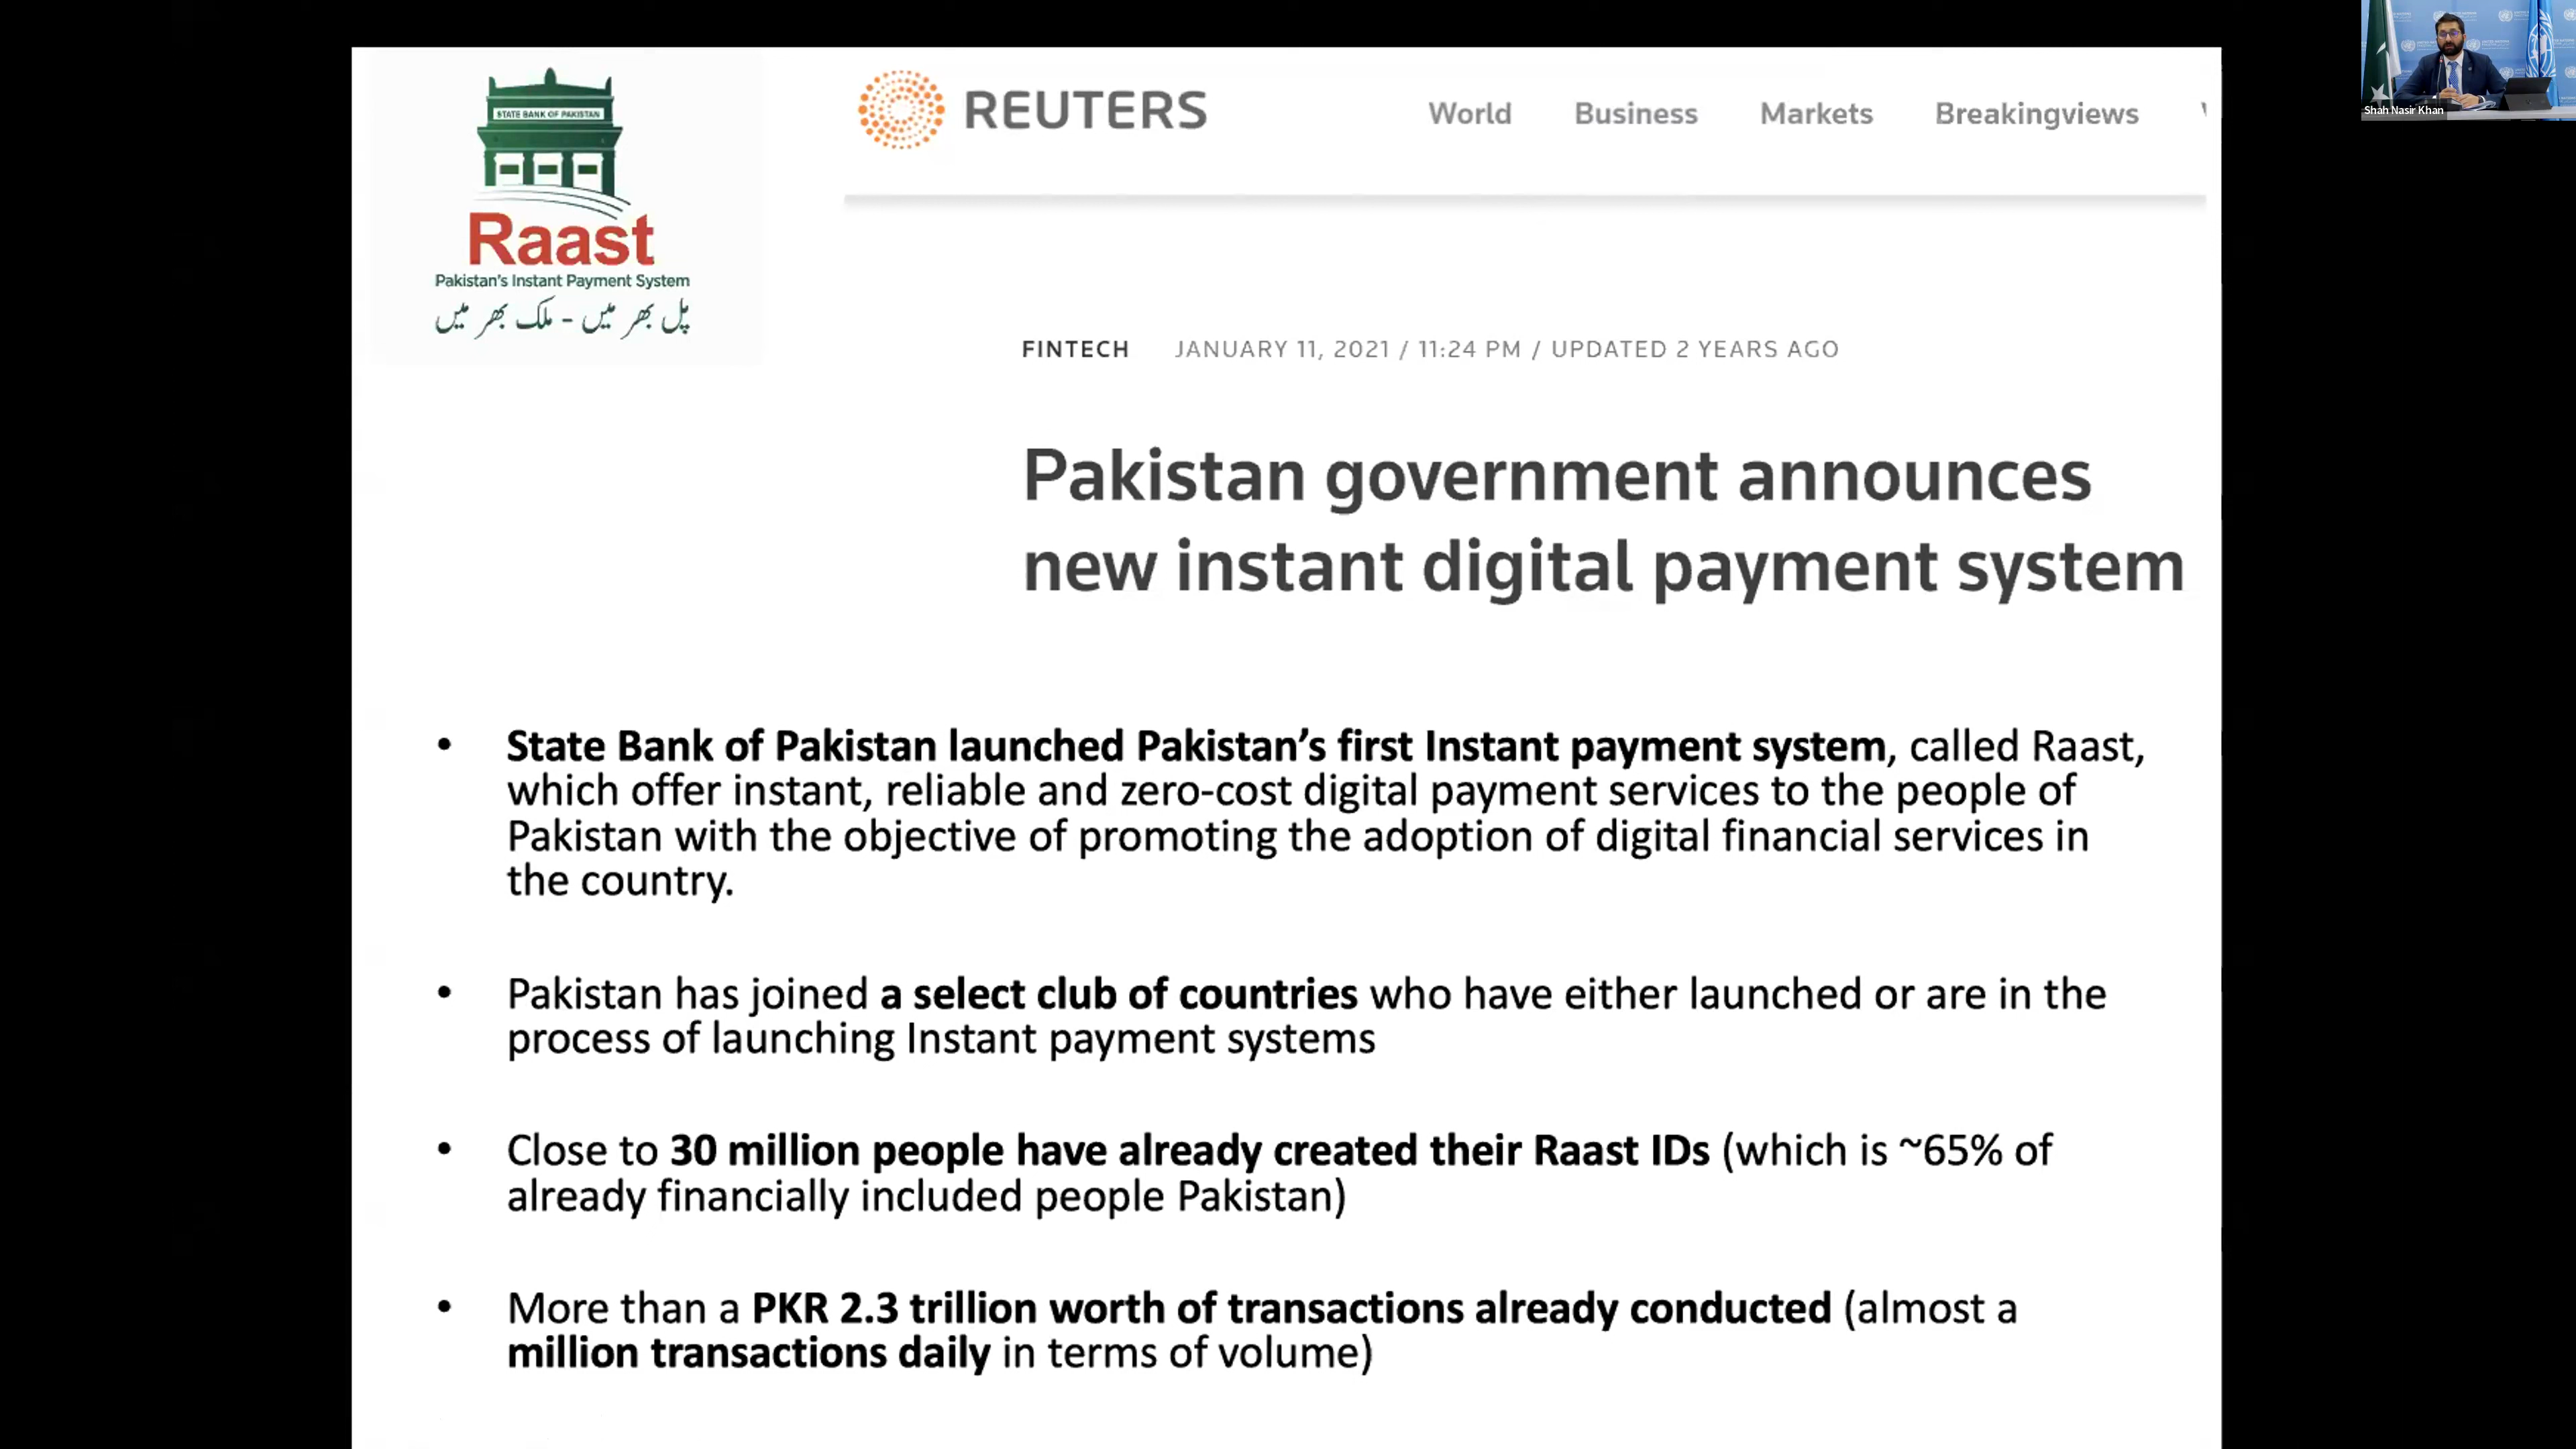 STATE BANK OF PAKISTAN
Raast
Pakistan's Instant Payment System
پل بھر میں - ملک بھر میں
REUTERS
World Business Markets Breakingviews
FINTECH JANUARY 11, 2021 / 11:24 PM / UPDATED 2 YEARS AGO
Pakistan government announces
new instant digital payment system
• State Bank of Pakistan launched Pakistan’s first Instant payment system, called Raast,
which offer instant, reliable and zero-cost digital payment services to the people of
Pakistan with the objective of promoting the adoption of digital financial services in
the country.
• Pakistan has joined a select club of countries who have either launched or are in the
process of launching Instant payment systems
• Close to 30 million people have already created their Raast IDs (which is ~65% of
already financially included people Pakistan)
• More than a PKR 2.3 trillion worth of transactions already conducted (almost a
million transactions daily in terms of volume)
Shah Nasir Khan